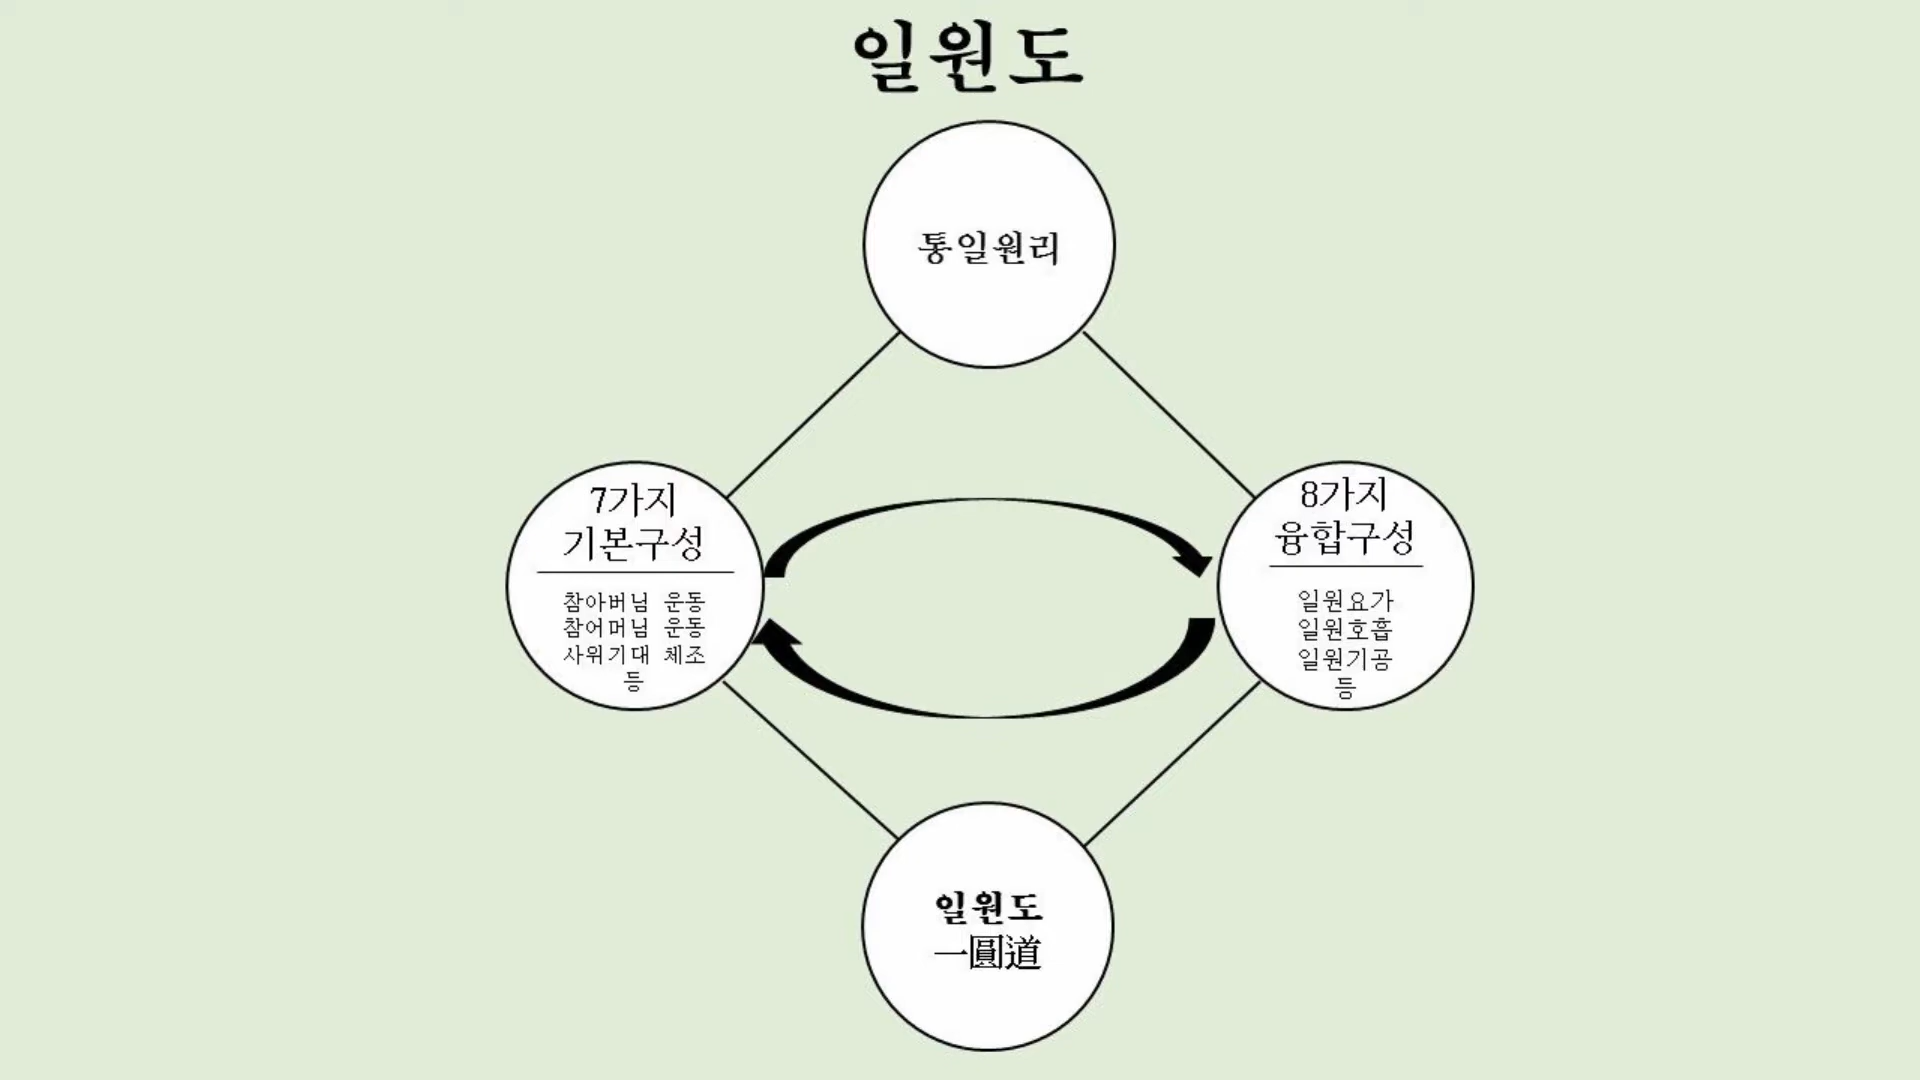 일원도
통일원리
7가지
기본구성
참아버님 운동
참어머님 운동
사위기대 체조
등
8가지
융합구성
일원요가
일원호흡
일원기공
등
일원도
一圓道